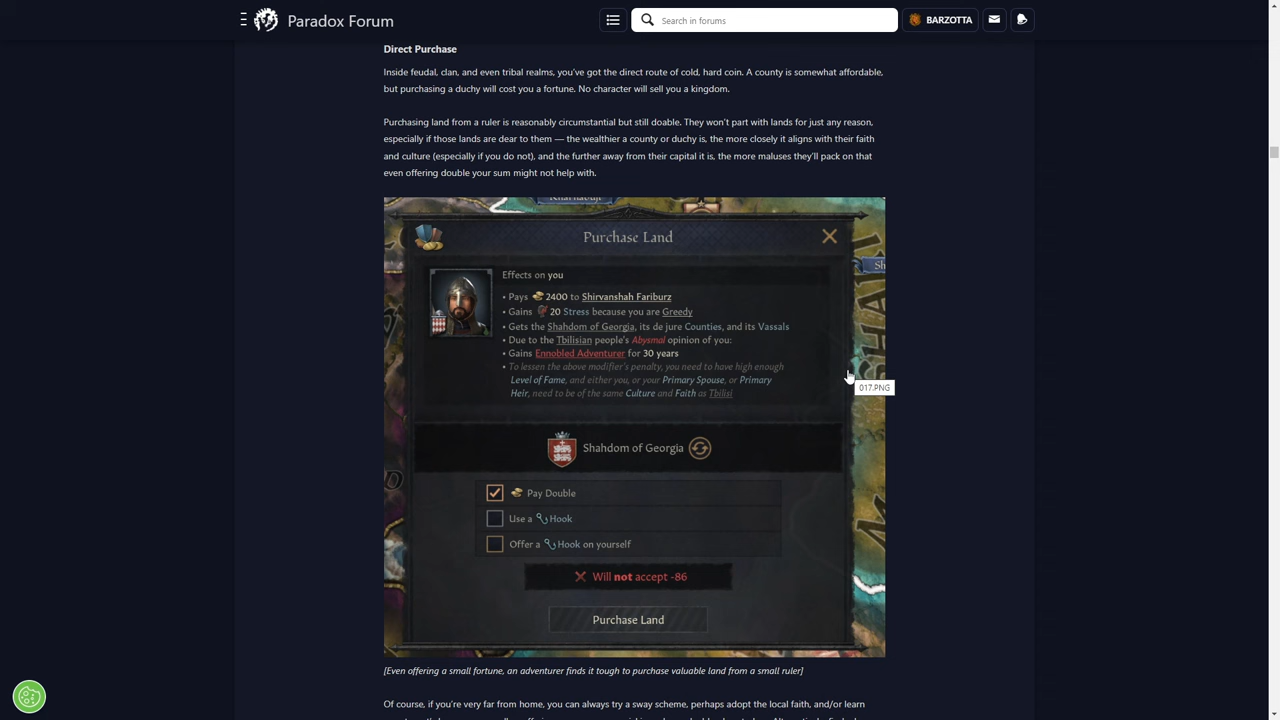 Paradox Forum
Search in forums
BARZOTTA
Direct Purchase
Inside feudal, clan, and even tribal realms, you've got the direct route of cold, hard coin. A county is somewhat affordable,
but purchasing a duchy will cost you a fortune. No character will sell you a kingdom.
Purchasing land from a ruler is reasonably circumstantial but still doable. They won't part with lands for just any reason,
especially if those lands are dear to them — the wealthier a county or duchy is, the more closely it aligns with their faith
and culture (especially if you do not), and the further away from their capital it is, the more maluses they'll pack on that
even offering double your sum might not help with.
Purchase Land
Sh
Effects on you
• Pays 2400 to Shirvanshah Fariburz
• Gains 20 Stress because you are Greedy
• Gets the Shahdom of Georgia, its de jure Counties, and its Vassals
• Due to the Tbilisian people's Abysmal opinion of you:
• Gains Ennobled Adventurer for 30 years
• To lessen the above modifier's penalty, you need to have high enough
Level of Fame, and either you, or your Primary Spouse, or Primary
Heir, need to be of the same Culture and Faith as Tbilisi
017.PNG
Shahdom of Georgia
Pay Double
Use a Hook
Offer a Hook on yourself
Will not accept -86
Purchase Land
[Even offering a small fortune, an adventurer finds it tough to purchase valuable land from a small ruler]
Of course, if you're very far from home, you can always try a sway scheme, perhaps adopt the local faith, and/or learn